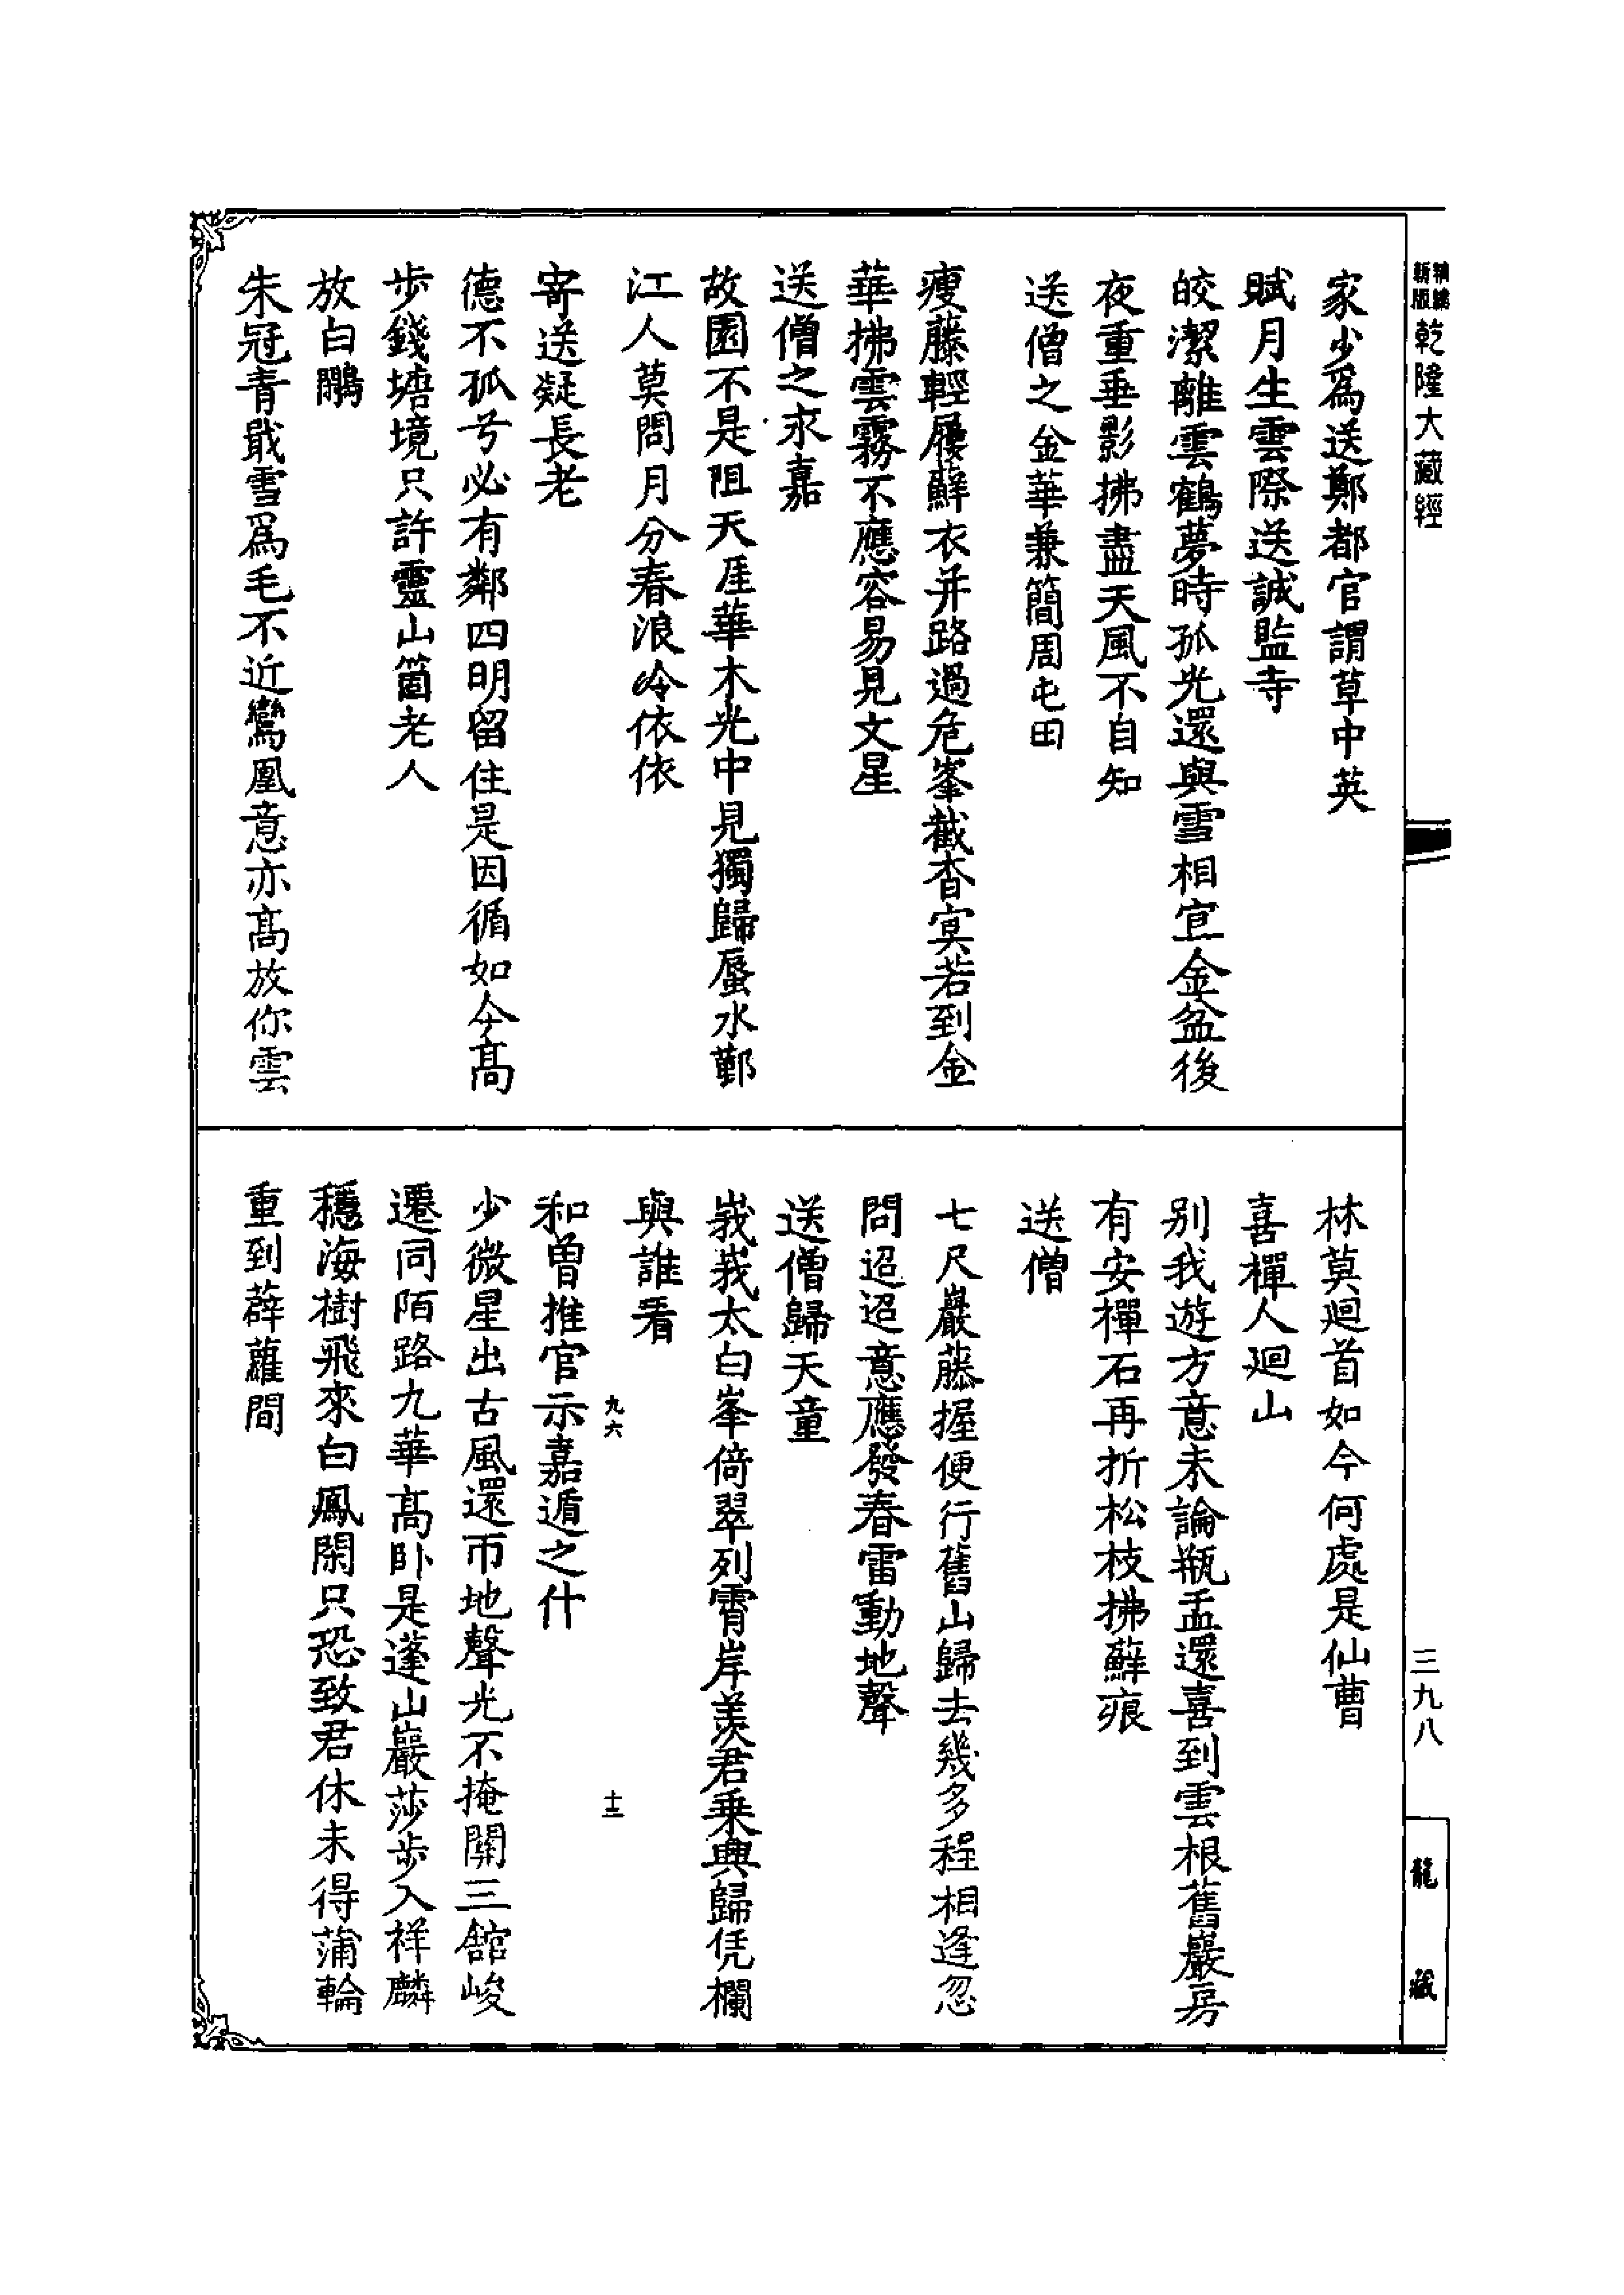 精編新版 乾隆大藏經
家少爲送鄭都官謂草中英
賦月生雲際送誠監寺
皎潔離雲鶴夢時孤光還與雪相宜金盆後
夜重垂影拂盡天風不自知
送僧之金華兼簡周屯田
瘦藤輕屨蘚衣并路過危峯截杳冥若到金
華拂雲霧不應容易見文星
送僧之永嘉
故園不是阻天涯華木光中見獨歸蜃水鄞
江人莫問月分春浪冷依依
寄送疑長老
德不孤兮必有鄰四明留住是因循如今高
步錢塘境只許靈山箇老人
放白鷴
朱冠青戢雪爲毛不近鸞凰意亦高放你雲
林莫迴首如今何處是仙曹
喜禪人迴山
别我遊方意未論瓶盂還喜到雲根舊巖房
有安禪石再折松枝拂蘚痕
送僧
七尺巖藤握便行舊山歸去幾多程相逢忽
問迢迢意應發春雷動地聲
送僧歸天童
峩峩太白峯倚翠列霄岸羨君乗興歸凭欄
與誰看
九六
十三
和曾推官示嘉遁之什
少微星出古風還帀地聲光不掩關三舘峻
遷同陌路九華高卧是蓬山巖莎步入祥麟
穩海樹飛來白鳳閑只恐致君休未得蒲輪
重到薜蘿間
三九八
龍藏